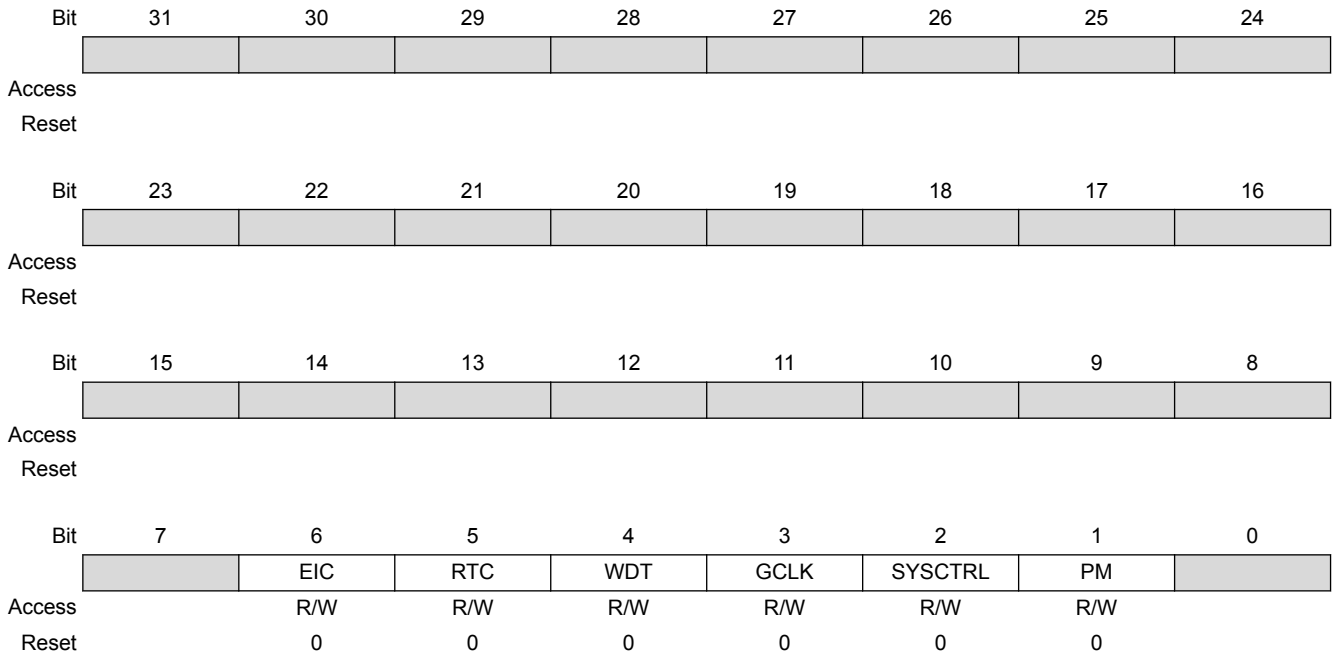 Bit 31 30 29 28 27 26 25 24
Access
Reset
Bit 23 22 21 20 19 18 17 16
Access
Reset
Bit 15 14 13 12 11 10 9 8
Access
Reset
Bit 7 6 5 4 3 2 1 0
EIC RTC WDT GCLK SYSCTRL PM
Access R/W R/W R/W R/W R/W R/W
Reset 0 0 0 0 0 0